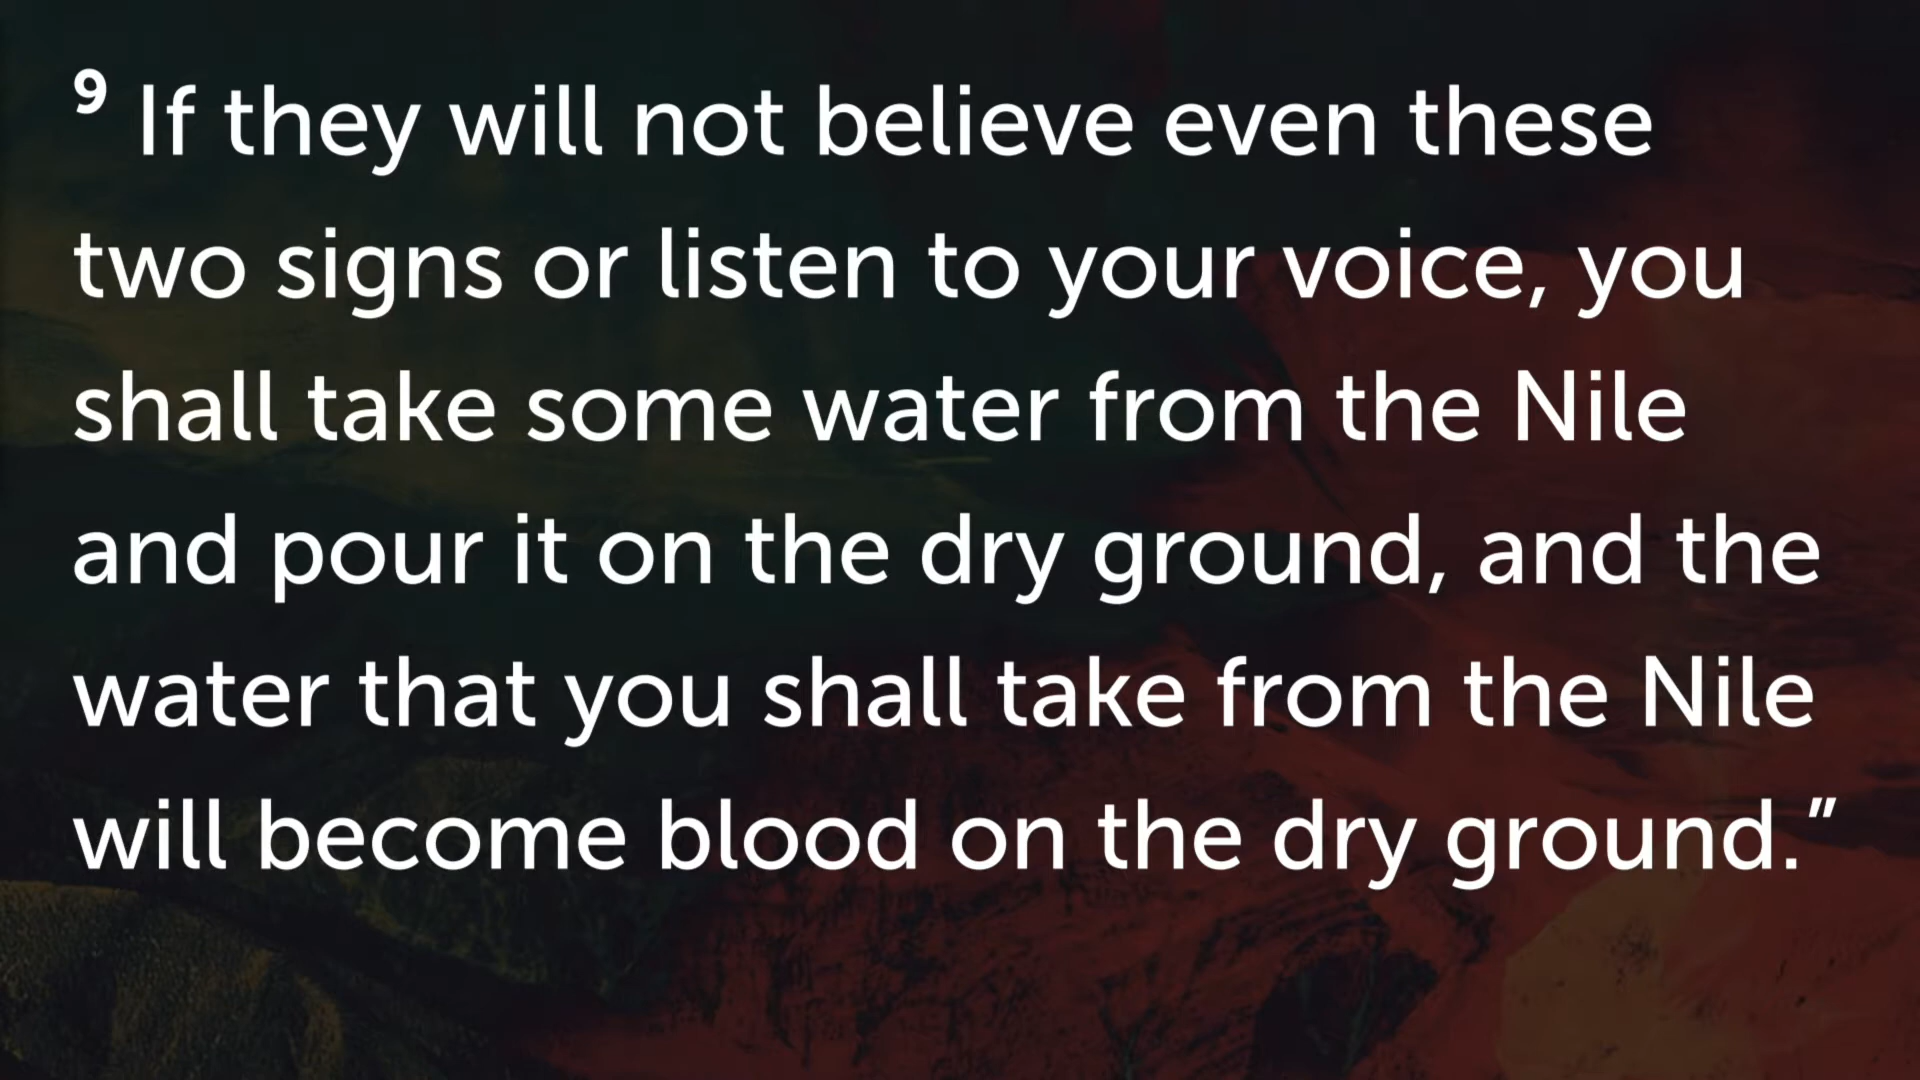 9 If they will not believe even these
two signs or listen to your voice, you
shall take some water from the Nile
and pour it on the dry ground, and the
water that you shall take from the Nile
will become blood on the dry ground.”